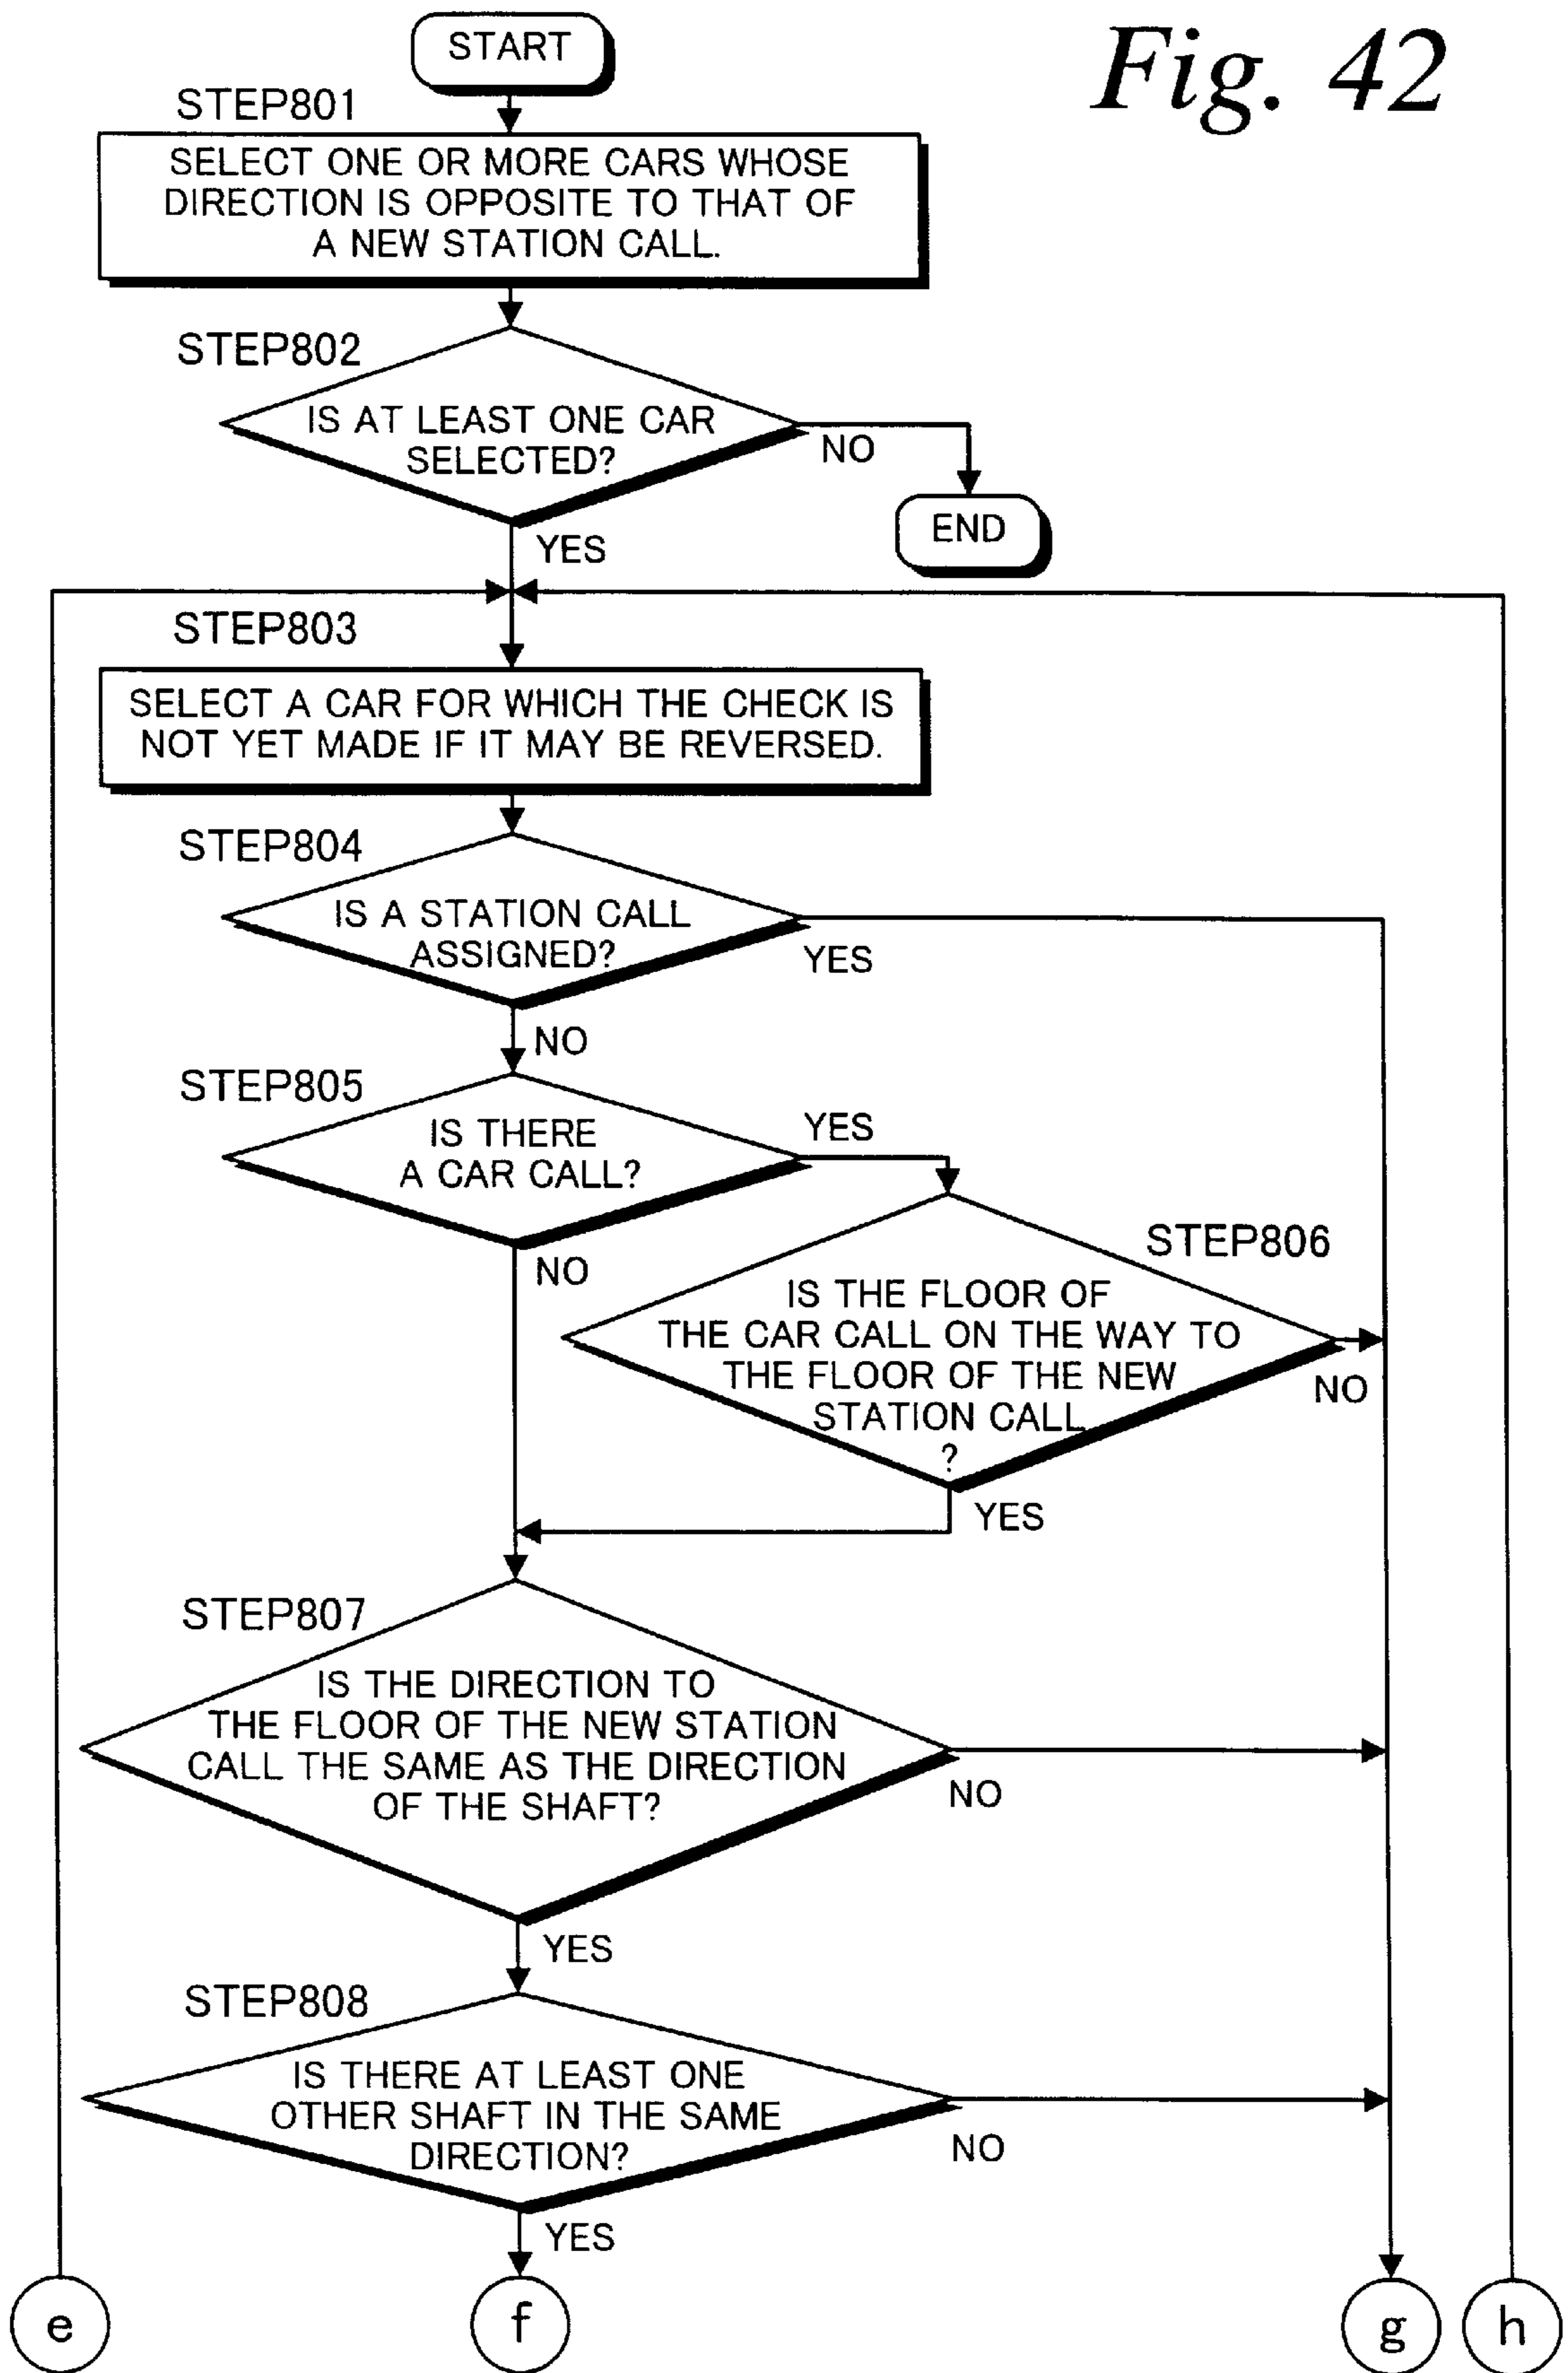 START
Fig. 42
STEP801
SELECT ONE OR MORE CARS WHOSE
DIRECTION IS OPPOSITE TO THAT OF
A NEW STATION CALL.
STEP802
IS AT LEAST ONE CAR
SELECTED?
NO
END
YES
STEP803
SELECT A CAR FOR WHICH THE CHECK IS
NOT YET MADE IF IT MAY BE REVERSED.
STEP804
IS A STATION CALL
ASSIGNED?
YES
NO
STEP805
IS THERE
A CAR CALL?
YES
NO
STEP806
IS THE FLOOR OF
THE CAR CALL ON THE WAY TO
THE FLOOR OF THE NEW
STATION CALL
?
NO
YES
STEP807
IS THE DIRECTION TO
THE FLOOR OF THE NEW STATION
CALL THE SAME AS THE DIRECTION
OF THE SHAFT?
NO
YES
STEP808
IS THERE AT LEAST ONE
OTHER SHAFT IN THE SAME
DIRECTION?
NO
YES
e
f
g
h